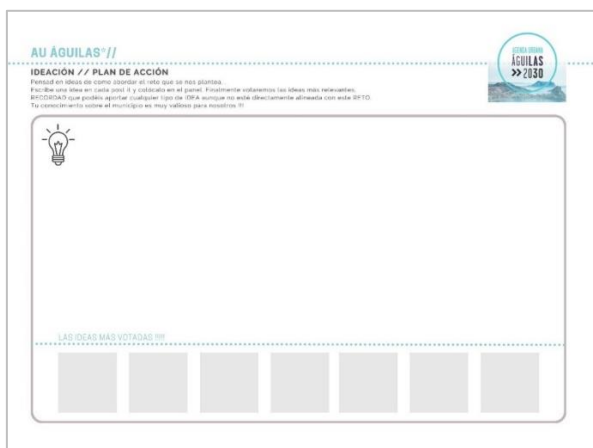 AU ÁGUILAS°//
AGENDA URBANA
ÁGUILAS
>> 2030
IDEACIÓN // PLAN DE ACCIÓN
Pensad en ideas de como abordar el reto que se nos plantea...
Escribe una idea en cada post it y colócalo en el panel. Finalmente votaremos las ideas más relevantes.
RECORDAD que podéis aportar cualquier tipo de IDEA aunque no esté directamente alineada con este RETO.
Tu conocimiento sobre el municipio es muy valioso para nosotros !!!
LAS IDEAS MÁS VOTADAS !!!!!